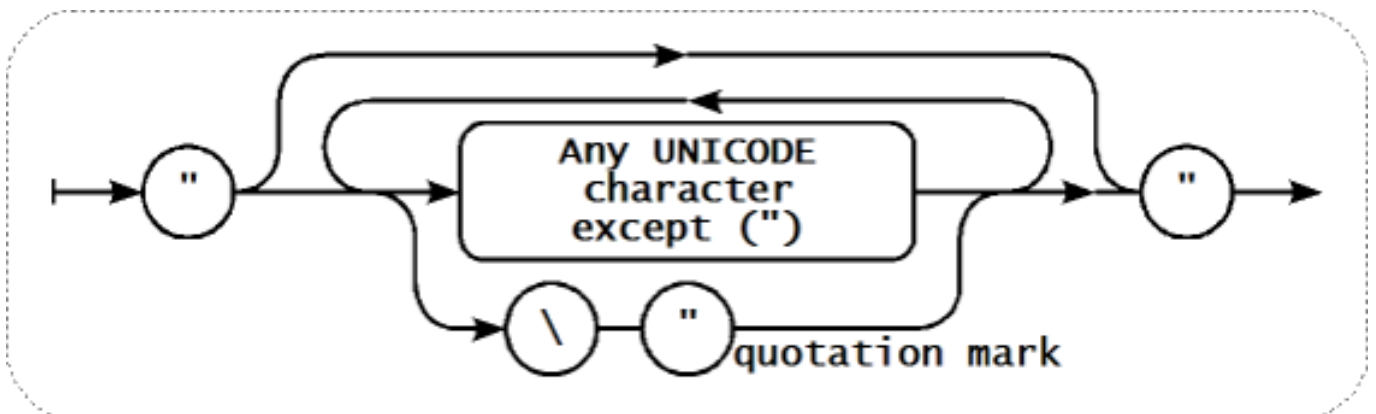 "
Any UNICODE
character
except (")
"
\
"
quotation mark